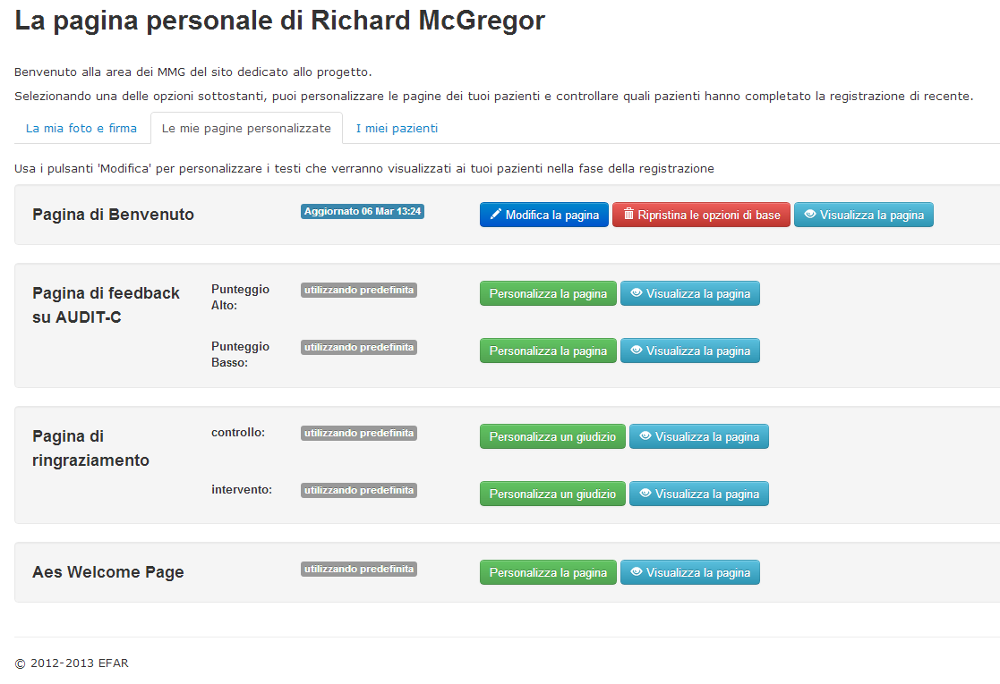 La pagina personale di Richard McGregor
Benvenuto alla area dei MMG del sito dedicato allo progetto.
Selezionando una delle opzioni sottostanti, puoi personalizzare le pagine dei tuoi pazienti e controllare quali pazienti hanno completato la registrazione di recente.
La mia foto e firma Le mie pagine personalizzate I miei pazienti
Usa i pulsanti 'Modifica' per personalizzare i testi che verranno visualizzati ai tuoi pazienti nella fase della registrazione
Pagina di Benvenuto Aggiornato 06 Mar 13:24 Modifica la pagina Ripristina le opzioni di base Visualizza la pagina
Pagina di feedback
su AUDIT-C
Punteggio
Alto:
utilizzando predefinita Personalizza la pagina Visualizza la pagina
Punteggio
Basso:
utilizzando predefinita Personalizza la pagina Visualizza la pagina
Pagina di
ringraziamento
controllo: utilizzando predefinita Personalizza un giudizio Visualizza la pagina
intervento: utilizzando predefinita Personalizza un giudizio Visualizza la pagina
Aes Welcome Page utilizzando predefinita Personalizza la pagina Visualizza la pagina
© 2012-2013 EFAR